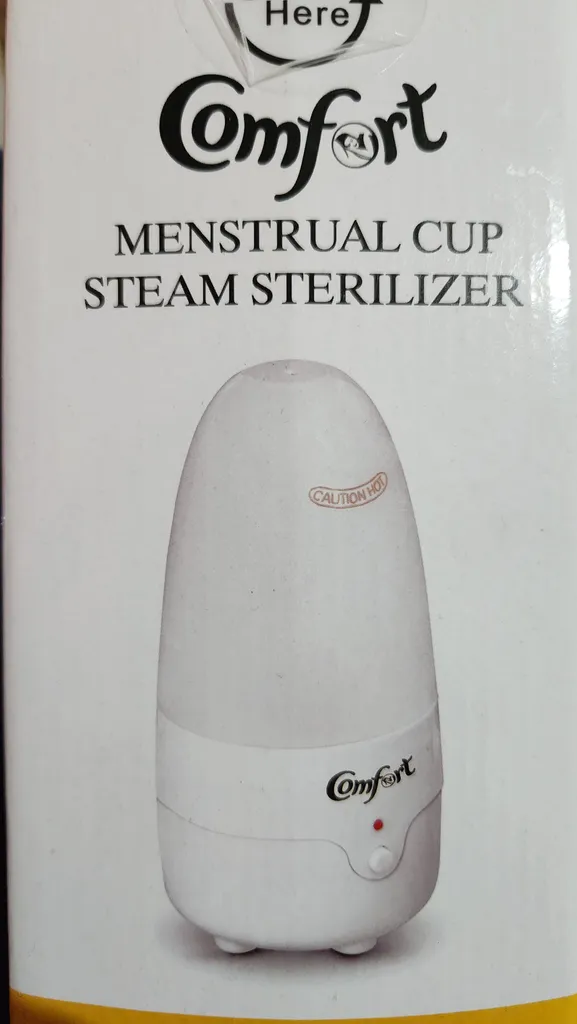 Here
Comfort
MENSTRUAL CUP
STEAM STERILIZER
CAUTION HOT
Comfort